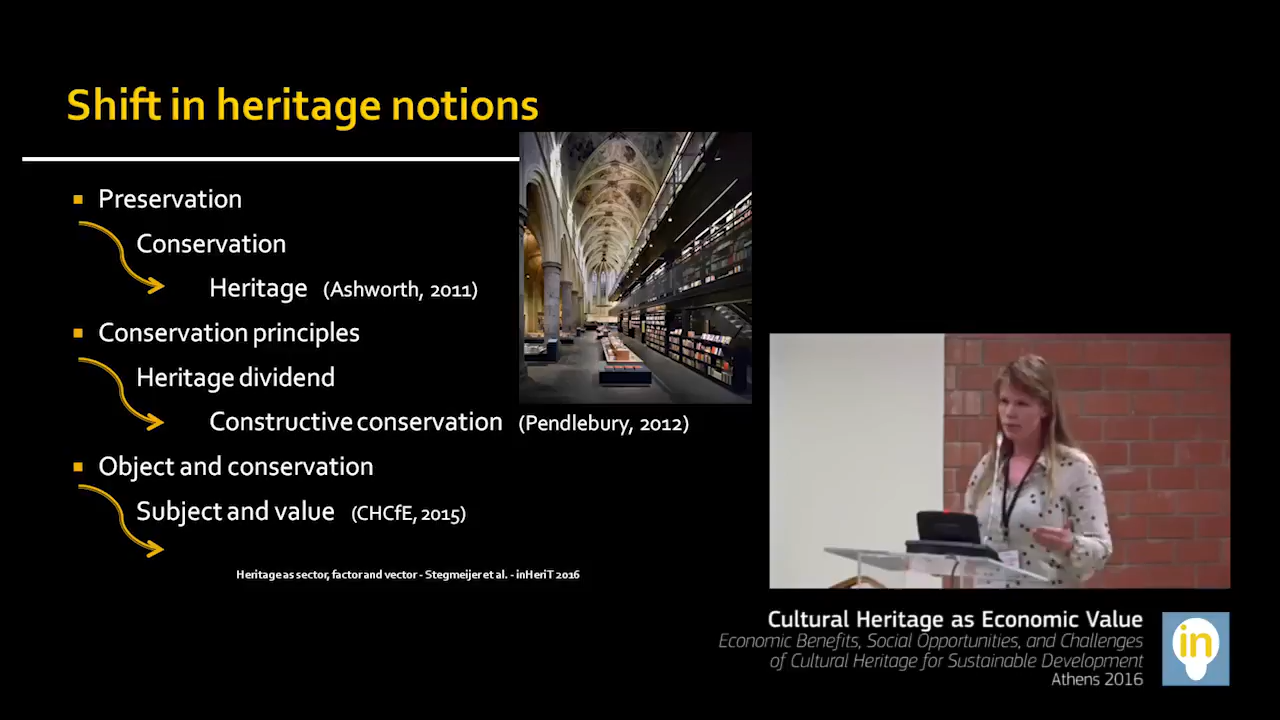 Shift in heritage notions
Preservation
Conservation
Heritage (Ashworth, 2011)
Conservation principles
Heritage dividend
Constructive conservation (Pendlebury, 2012)
Object and conservation
Subject and value (CHCfE, 2015)
Heritage as sector, factor and vector - Stegmeijer et al. - inHeriT 2016
Cultural Heritage as Economic Value
Economic Benefits, Social Opportunities, and Challenges
of Cultural Heritage for Sustainable Development
Athens 2016
in